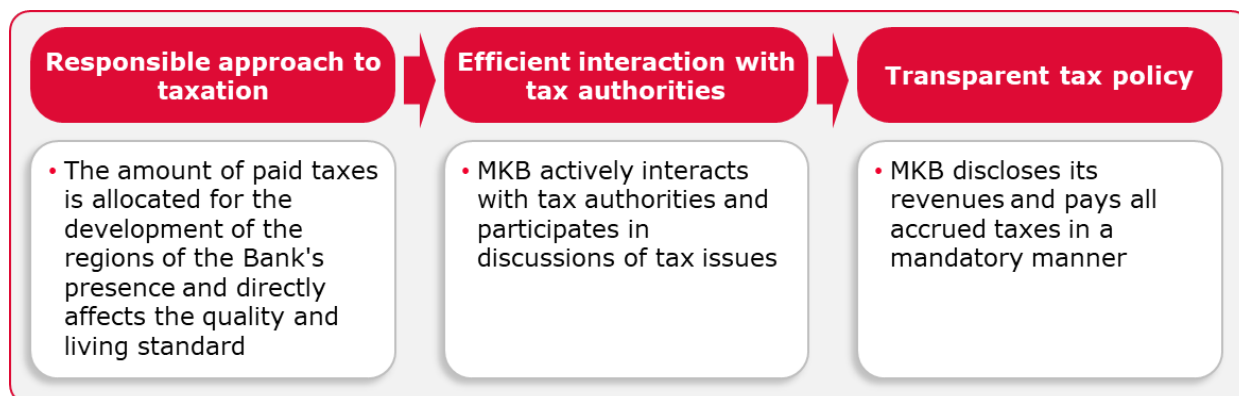 Responsible approach to
taxation
• The amount of paid taxes
is allocated for the
development of the
regions of the Bank's
presence and directly
affects the quality and
living standard
Efficient interaction with
tax authorities
• MKB actively interacts
with tax authorities and
participates in
discussions of tax issues
Transparent tax policy
• MKB discloses its
revenues and pays all
accrued taxes in a
mandatory manner